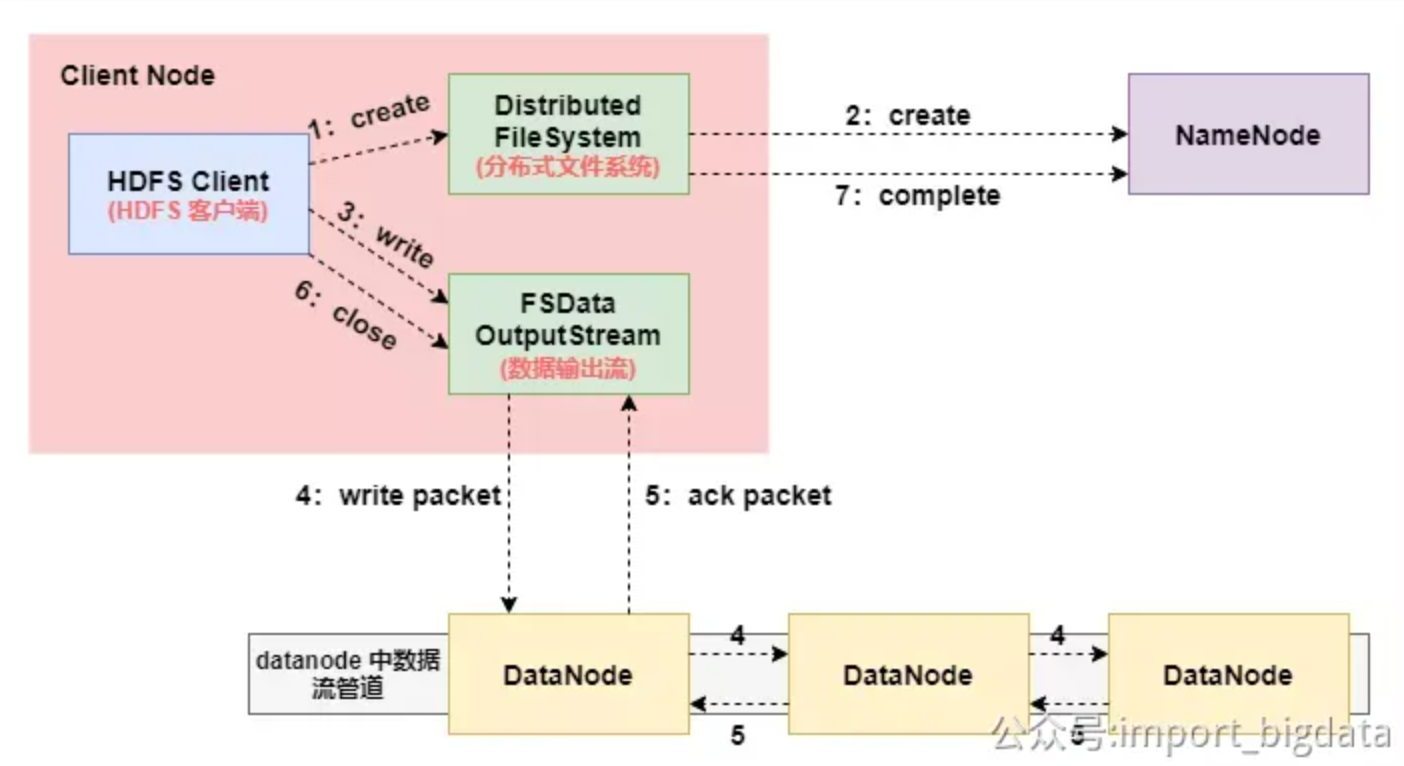 Client Node
1：create
Distributed
FileSystem
(分布式文件系统)
2：create
NameNode
HDFS Client
(HDFS 客户端)
7：complete
3：write
6：close
FSData
OutputStream
(数据输出流)
4：write packet
5：ack packet
4
4
datanode 中数据
流管道
DataNode
DataNode
DataNode
5
5
公众号:import_bigdata